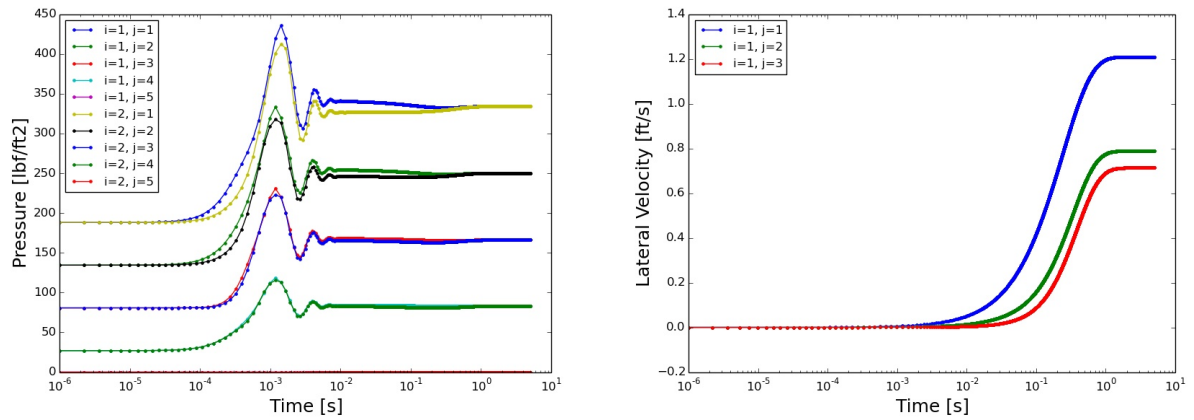 450
400
350
300
250
200
150
100
50
0
Pressure [lbf/ft2]
i=1, j=1
i=1, j=2
i=1, j=3
i=1, j=4
i=1, j=5
i=2, j=1
i=2, j=2
i=2, j=3
i=2, j=4
i=2, j=5
10⁻⁶ 10⁻⁵ 10⁻⁴ 10⁻³ 10⁻² 10⁻¹ 10⁰ 10¹
Time [s]
1.4
1.2
1.0
0.8
0.6
0.4
0.2
0.0
−0.2
Lateral Velocity [ft/s]
i=1, j=1
i=1, j=2
i=1, j=3
10⁻⁶ 10⁻⁵ 10⁻⁴ 10⁻³ 10⁻² 10⁻¹ 10⁰ 10¹
Time [s]